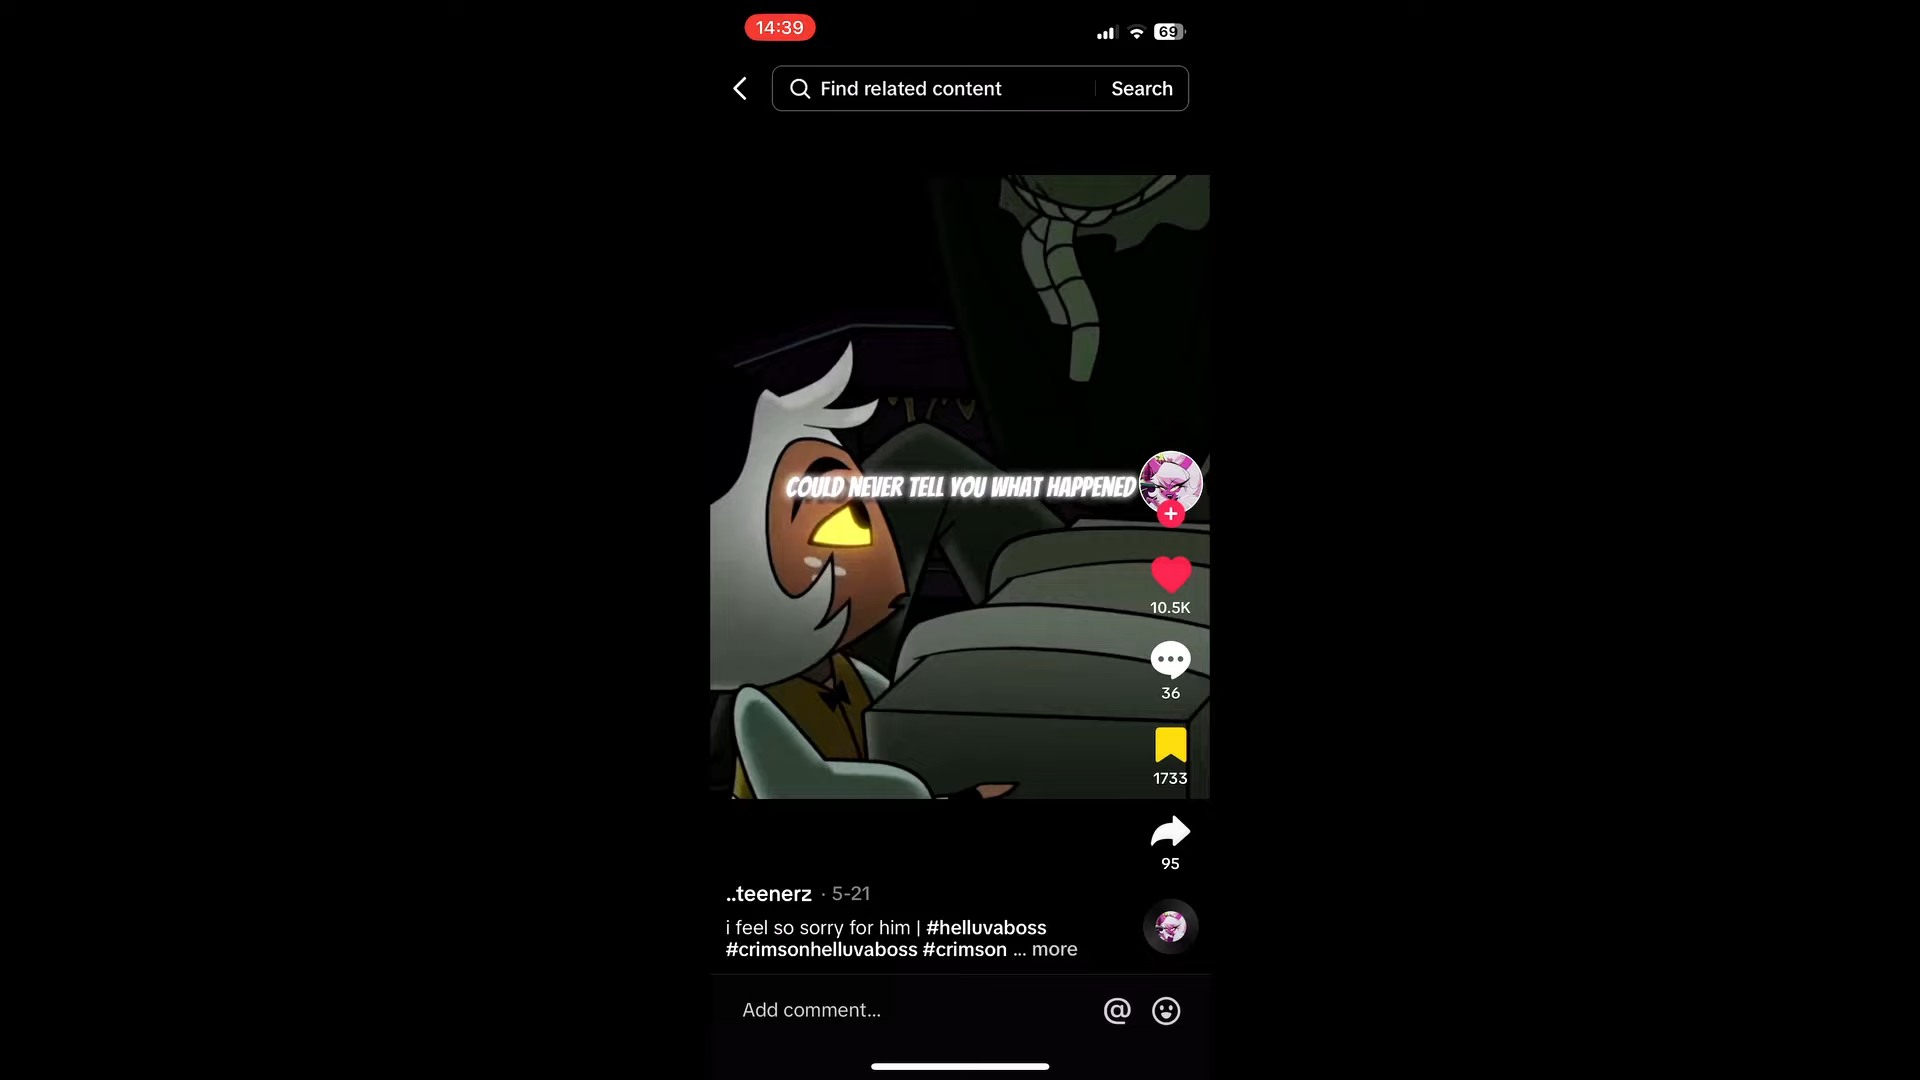 14:39
69
Find related content
Search
COULD NEVER TELL YOU WHAT HAPPENED
10.5K
36
1733
95
..teenerz · 5-21
i feel so sorry for him | #helluvaboss
#crimsonhelluvaboss #crimson ... more
Add comment...